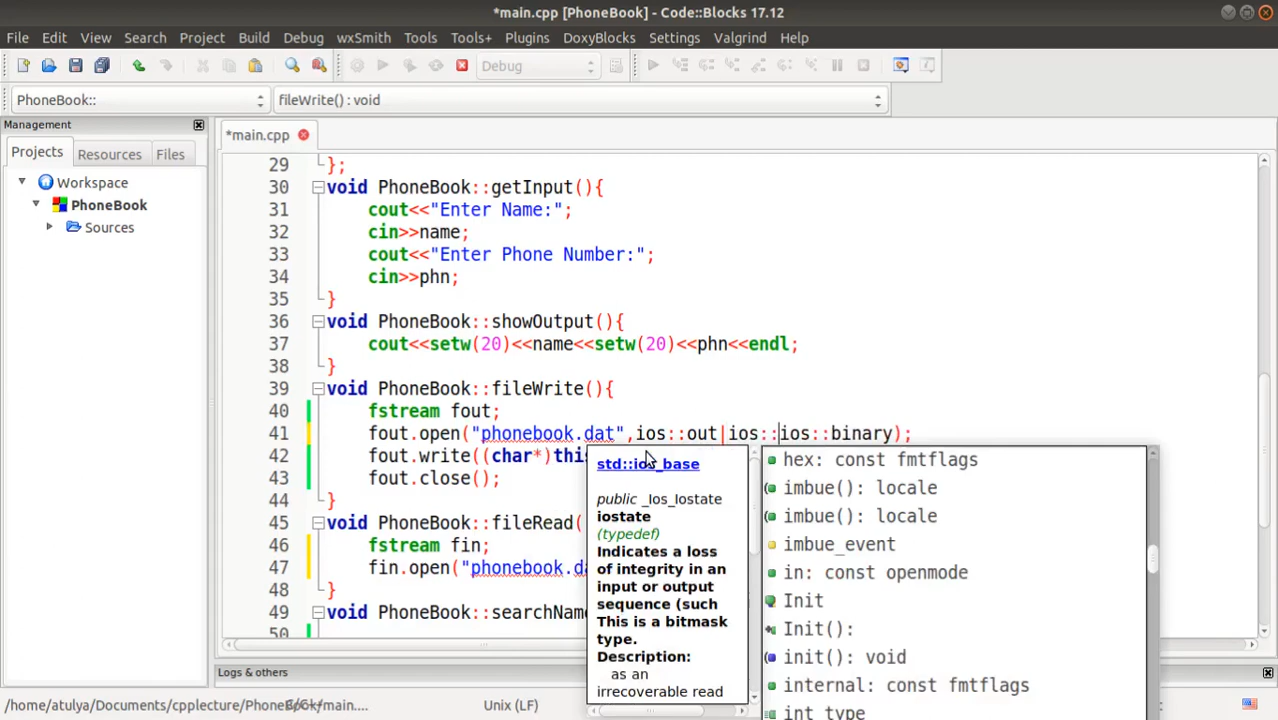 *main.cpp [PhoneBook] - Code::Blocks 17.12
File Edit View Search Project Build Debug wxSmith Tools Tools+ Plugins DoxyBlocks Settings Valgrind Help
Debug
PhoneBook:: fileWrite() : void
Management
Projects Resources Files
*main.cpp
Workspace
PhoneBook
Sources
29 };
30 void PhoneBook::getInput(){
31 cout<<"Enter Name:";
32 cin>>name;
33 cout<<"Enter Phone Number:";
34 cin>>phn;
35 }
36 void PhoneBook::showOutput(){
37 cout<<setw(20)<<name<<setw(20)<<phn<<endl;
38 }
39 void PhoneBook::fileWrite(){
40 fstream fout;
41 fout.open("phonebook.dat",ios::out|ios::ios::binary);
42 fout.write((char*)this
43 fout.close();
44 }
45 void PhoneBook::fileRead(
46 fstream fin;
47 fin.open("phonebook.da
48 }
49 void PhoneBook::searchName
50
std::ios_base
public _Ios_Iostate
iostate
(typedef)
Indicates a loss
of integrity in an
input or output
sequence (such
This is a bitmask
type.
Description:
as an
irrecoverable read
hex: const fmtflags
imbue(): locale
imbue(): locale
imbue_event
in: const openmode
Init
Init():
init(): void
internal: const fmtflags
int_type
Logs & others
/home/atulya/Documents/cpplecture/PhoneBook/main....
Unix (LF)